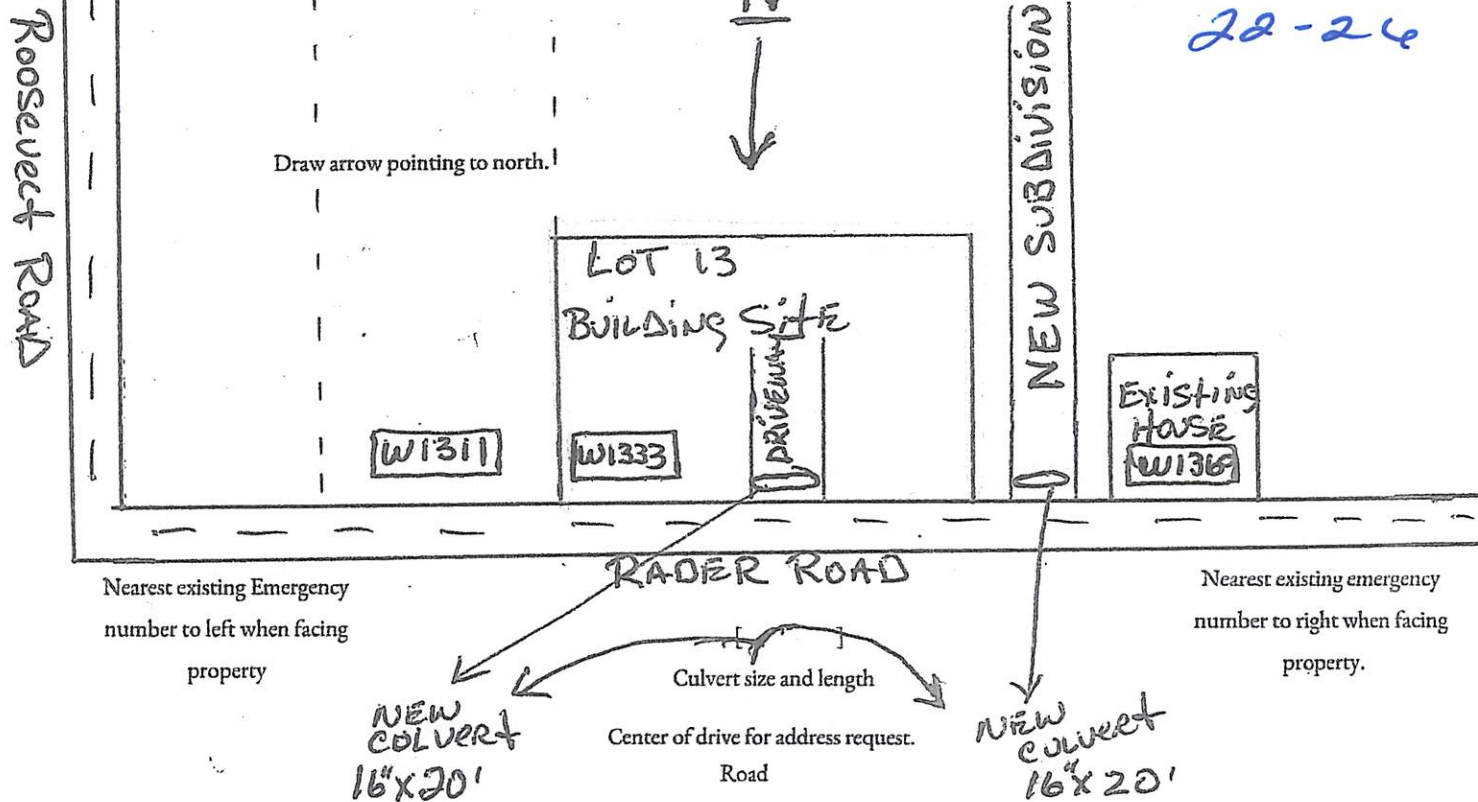 N
22-26
Roosevect Road
NEW SUBDIVISION
Draw arrow pointing to north.
LOT 13
BUILDING SitE
DRIVEWAY
W1311
W1333
Existing
House
W1369
RADER ROAD
Nearest existing Emergency
number to left when facing
property
Nearest existing emergency
number to right when facing
property.
[ ]
Culvert size and length
Center of drive for address request.
Road
NEW
COLVERT
16"X20'
NEW
CULVERT
16"X 20'